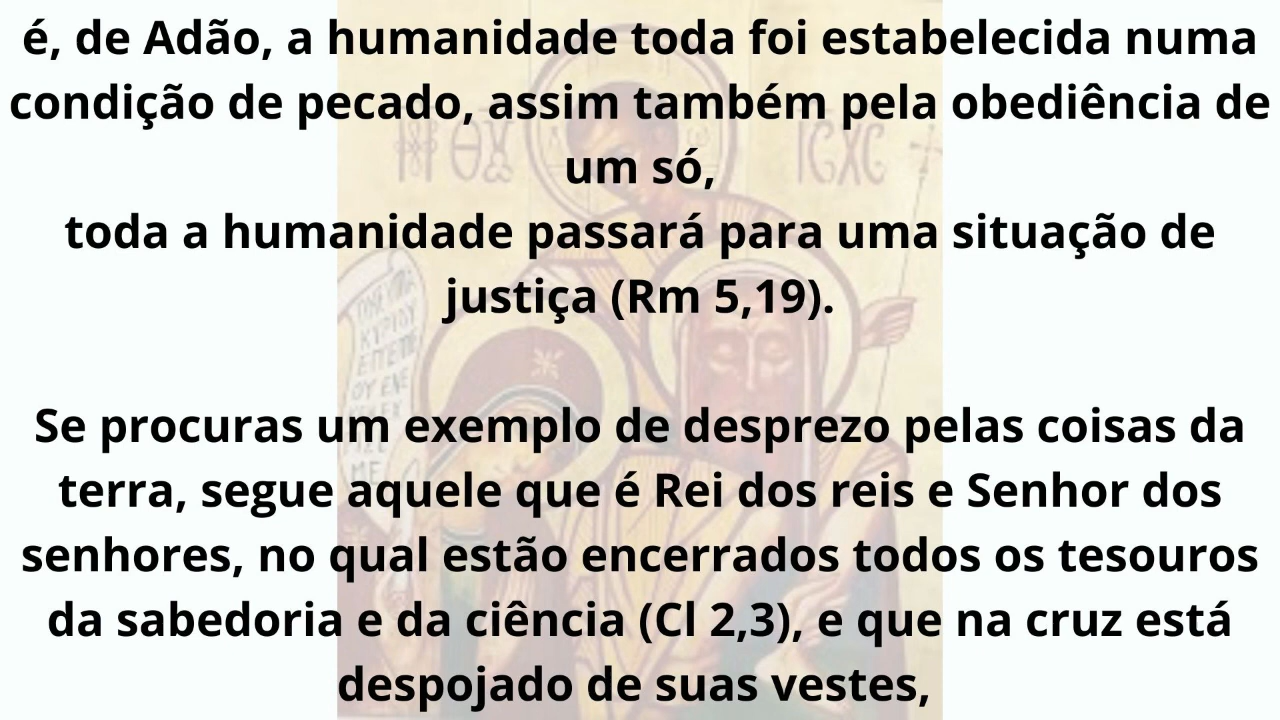 é, de Adão, a humanidade toda foi estabelecida numa
condição de pecado, assim também pela obediência de
um só,
toda a humanidade passará para uma situação de
justiça (Rm 5,19).
Se procuras um exemplo de desprezo pelas coisas da
terra, segue aquele que é Rei dos reis e Senhor dos
senhores, no qual estão encerrados todos os tesouros
da sabedoria e da ciência (Cl 2,3), e que na cruz está
despojado de suas vestes,
ΘΥ
ΙϹΧϹ
ΚΥΡΙΟΥ